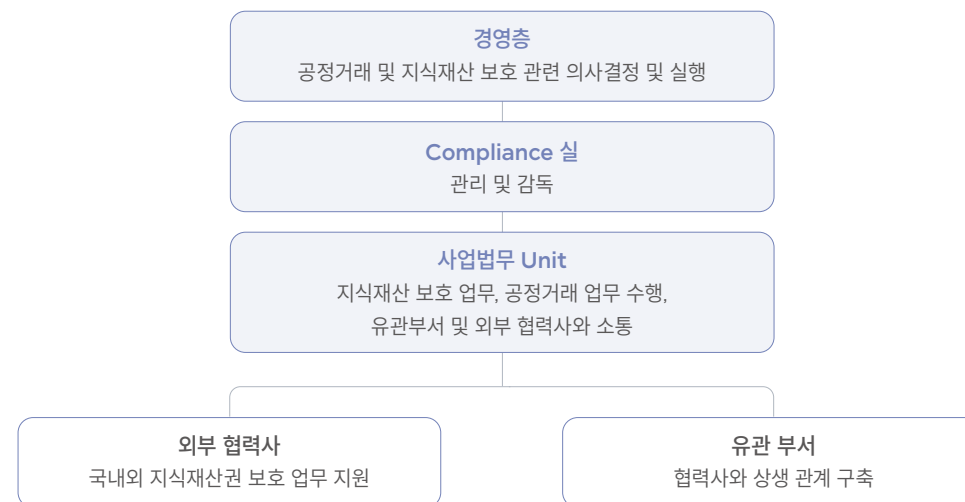 경영층
공정거래 및 지식재산 보호 관련 의사결정 및 실행
Compliance 실
관리 및 감독
사업법무 Unit
지식재산 보호 업무, 공정거래 업무 수행,
유관부서 및 외부 협력사와 소통
외부 협력사
국내외 지식재산권 보호 업무 지원
유관 부서
협력사와 상생 관계 구축